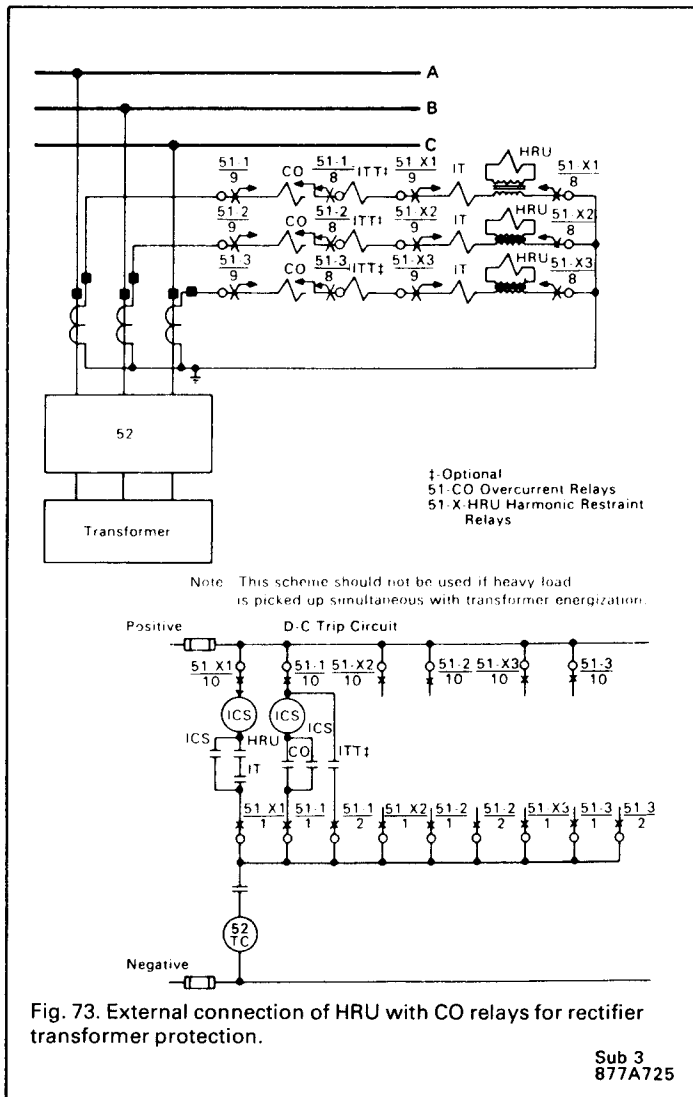 A
B
C
51-1 CO 51-1 ITT‡ 51-X1 IT HRU 51-X1
9 8 9 8
51-2 CO 51-2 ITT‡ 51-X2 IT HRU 51-X2
9 8 9 8
51-3 CO 51-3 ITT‡ 51-X3 IT HRU 51-X3
9 8 9 8
52
Transformer
‡-Optional
51-CO Overcurrent Relays
51-X-HRU Harmonic Restraint
Relays
Note This scheme should not be used if heavy load
is picked up simultaneous with transformer energization.
Positive D-C Trip Circuit
51-X1 51-1 51-X2 51-2 51-X3 51-3
10 10 10 10 10 10
ICS ICS
ICS HRU ICS
CO ITT‡
IT
51-X1 51-1 51-1 51-X2 51-2 51-2 51-X3 51-3 51-3
1 1 2 1 1 2 1 1 2
52
TC
Negative
Fig. 73. External connection of HRU with CO relays for rectifier
transformer protection.
Sub 3
877A725